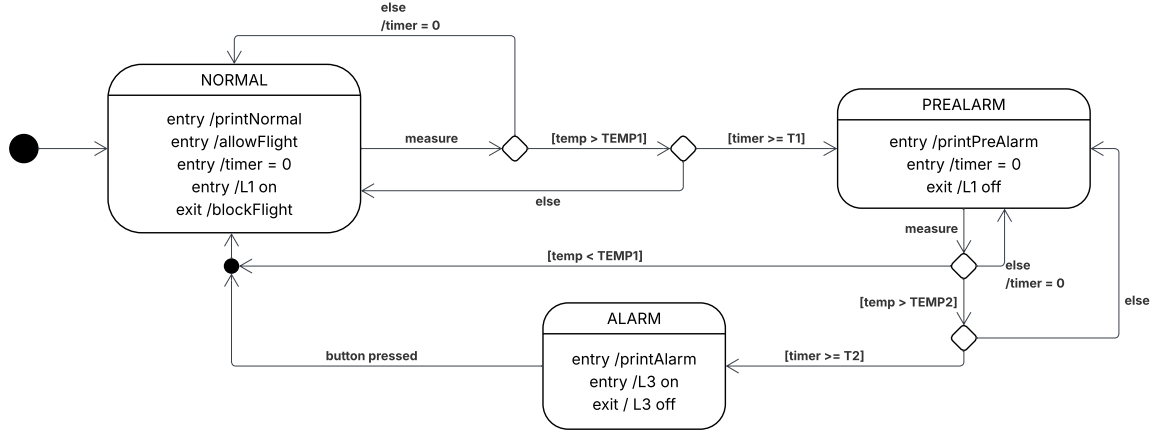 else
/timer = 0
NORMAL
entry /printNormal
entry /allowFlight
entry /timer = 0
entry /L1 on
exit /blockFlight
measure
[temp > TEMP1]
[timer >= T1]
else
PREALARM
entry /printPreAlarm
entry /timer = 0
exit /L1 off
measure
[temp < TEMP1]
else
/timer = 0
[temp > TEMP2]
else
ALARM
entry /printAlarm
entry /L3 on
exit / L3 off
button pressed
[timer >= T2]